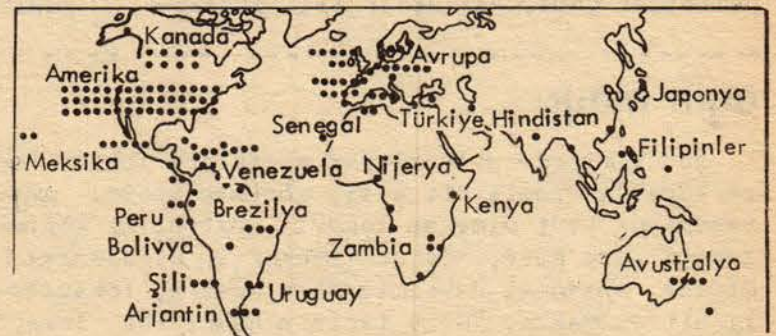 Kanada
Avrupa
Amerika
Japonya
Senegal
Türkiye
Hindistan
Meksika
Venezuela
Nijerya
Filipinler
Peru
Brezilya
Kenya
Bolivya
Zambia
Avustralya
Şili
Uruguay
Arjantin